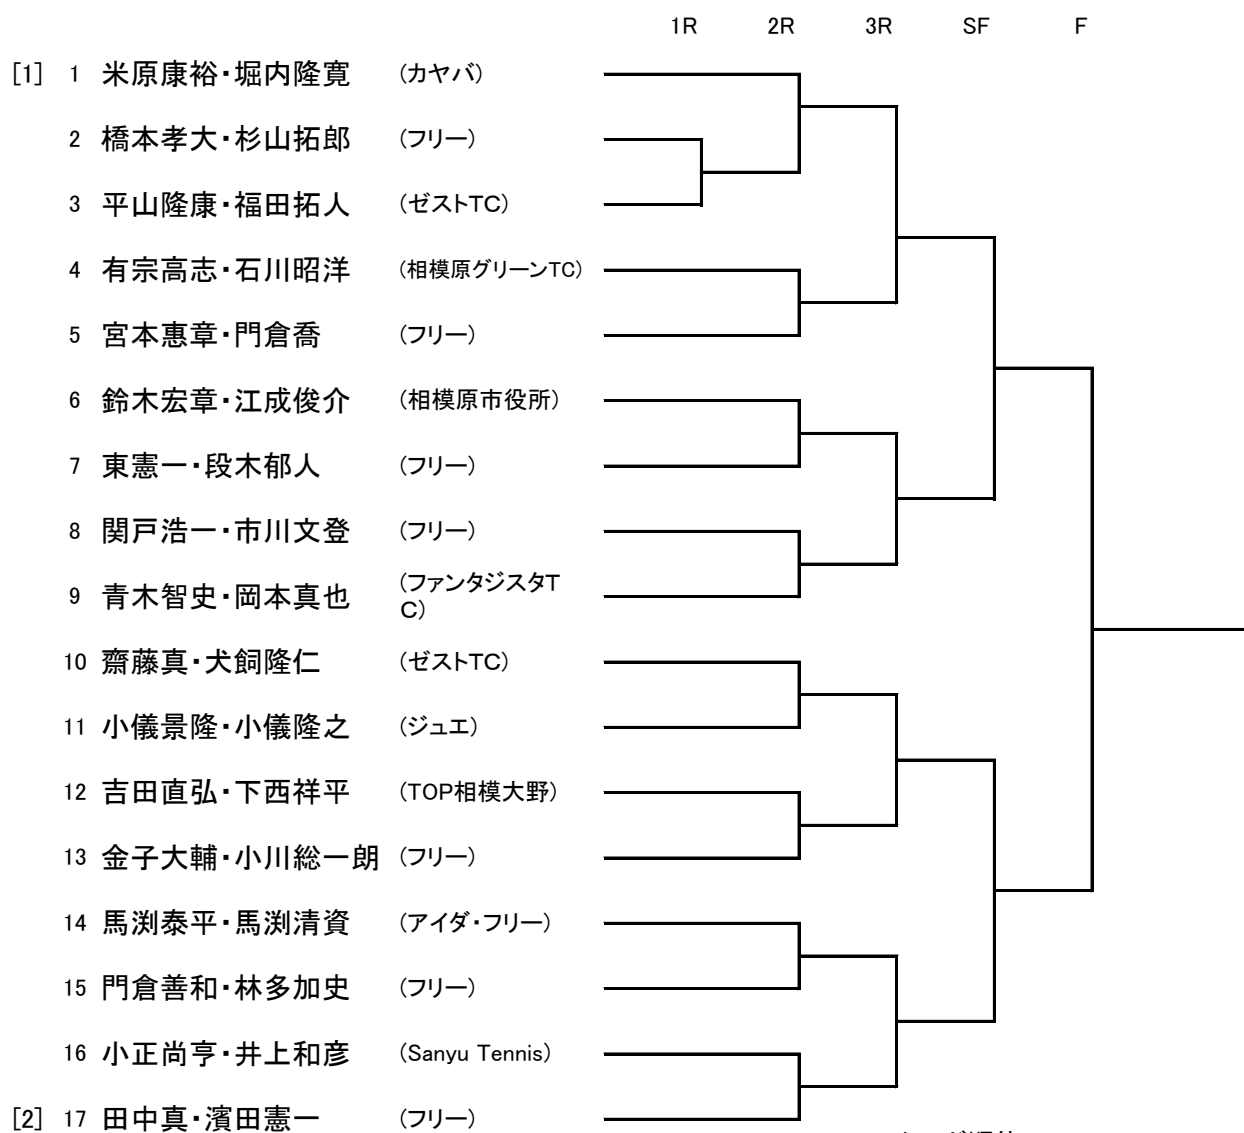 1R 2R 3R SF F
[1] 1 米原康裕・堀内隆寛 (カヤバ)
2 橋本孝大・杉山拓郎 (フリー)
3 平山隆康・福田拓人 (ゼストTC)
4 有宗高志・石川昭洋 (相模原グリーンTC)
5 宮本惠章・門倉喬 (フリー)
6 鈴木宏章・江成俊介 (相模原市役所)
7 東憲一・段木郁人 (フリー)
8 関戸浩一・市川文登 (フリー)
9 青木智史・岡本真也 (ファンタジスタT
C)
10 齋藤真・犬飼隆仁 (ゼストTC)
11 小儀景隆・小儀隆之 (ジュエ)
12 吉田直弘・下西祥平 (TOP相模大野)
13 金子大輔・小川総一朗 (フリー)
14 馬渕泰平・馬渕清資 (アイダ・フリー)
15 門倉善和・林多加史 (フリー)
16 小正尚亨・井上和彦 (Sanyu Tennis)
[2] 17 田中真・濱田憲一 (フリー)